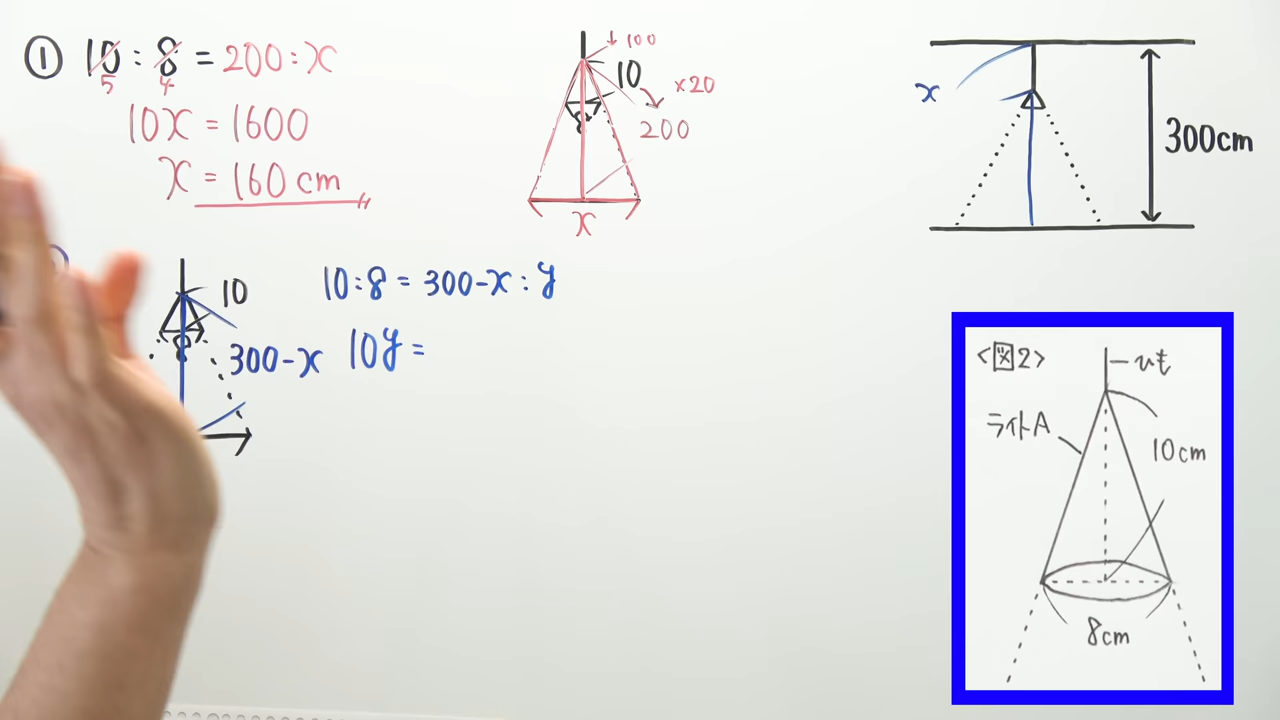 ① 10 : 8 = 200 : x
5 4
10x = 1600
x = 160 cm
↓ 100
10
×20
8
200
x
x
300cm
10
8
300-x
10 : 8 = 300-x : y
10y =
<図2>
ひも
ライトA
10cm
8cm